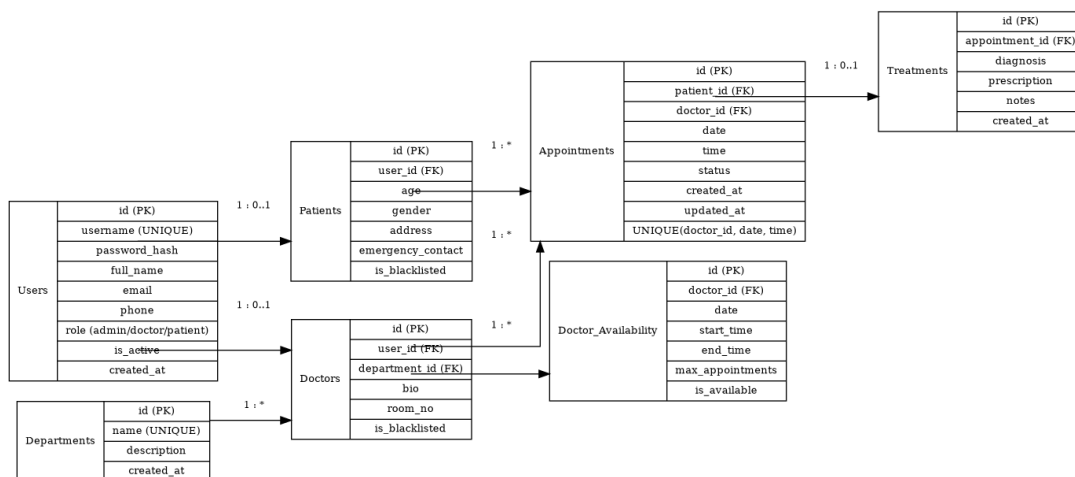 Users
id (PK)
username (UNIQUE)
password_hash
full_name
email
phone
role (admin/doctor/patient)
is_active
created_at
Departments
id (PK)
name (UNIQUE)
description
created_at
1 : 0..1
1 : 0..1
1 : *
Patients
id (PK)
user_id (FK)
age
gender
address
emergency_contact
is_blacklisted
Doctors
id (PK)
user_id (FK)
department_id (FK)
bio
room_no
is_blacklisted
1 : *
1 : *
1 : *
Appointments
id (PK)
patient_id (FK)
doctor_id (FK)
date
time
status
created_at
updated_at
UNIQUE(doctor_id, date, time)
Doctor_Availability
id (PK)
doctor_id (FK)
date
start_time
end_time
max_appointments
is_available
1 : 0..1
Treatments
id (PK)
appointment_id (FK)
diagnosis
prescription
notes
created_at